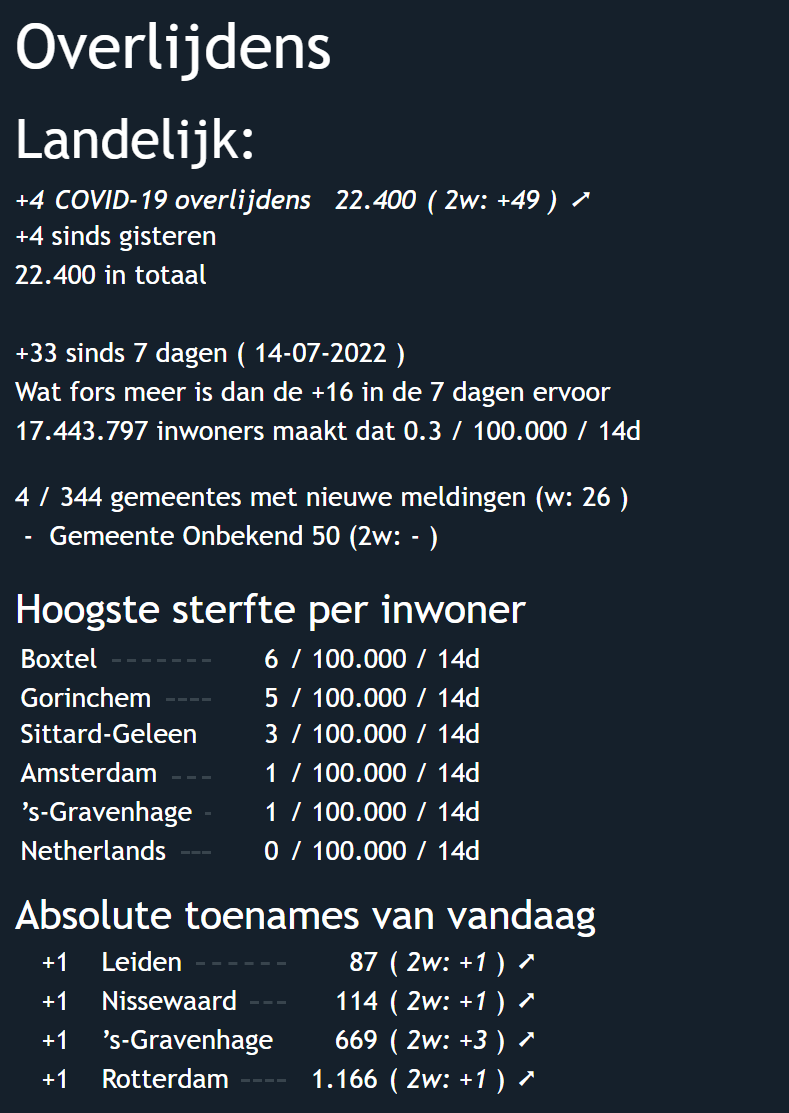 Overlijdens
Landelijk:
+4 COVID-19 overlijdens 22.400 ( 2w: +49 ) ➚
+4 sinds gisteren
22.400 in totaal
+33 sinds 7 dagen ( 14-07-2022 )
Wat fors meer is dan de +16 in de 7 dagen ervoor
17.443.797 inwoners maakt dat 0.3 / 100.000 / 14d
4 / 344 gemeentes met nieuwe meldingen (w: 26 )
- Gemeente Onbekend 50 (2w: - )
Hoogste sterfte per inwoner
Boxtel ------- 6 / 100.000 / 14d
Gorinchem ---- 5 / 100.000 / 14d
Sittard-Geleen 3 / 100.000 / 14d
Amsterdam --- 1 / 100.000 / 14d
’s-Gravenhage - 1 / 100.000 / 14d
Netherlands --- 0 / 100.000 / 14d
Absolute toenames van vandaag
+1 Leiden ------ 87 ( 2w: +1 ) ➚
+1 Nissewaard --- 114 ( 2w: +1 ) ➚
+1 ’s-Gravenhage 669 ( 2w: +3 ) ➚
+1 Rotterdam ---- 1.166 ( 2w: +1 ) ➚